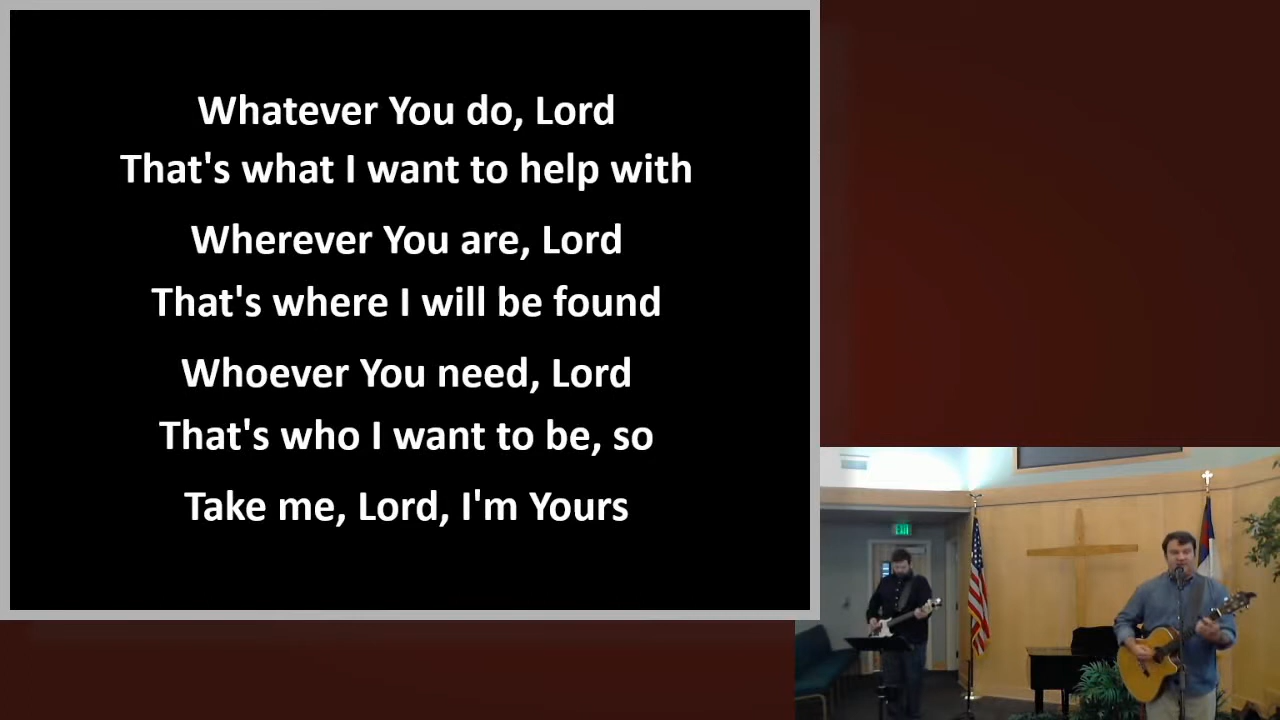 Whatever You do, Lord
That's what I want to help with
Wherever You are, Lord
That's where I will be found
Whoever You need, Lord
That's who I want to be, so
Take me, Lord, I'm Yours
EXIT